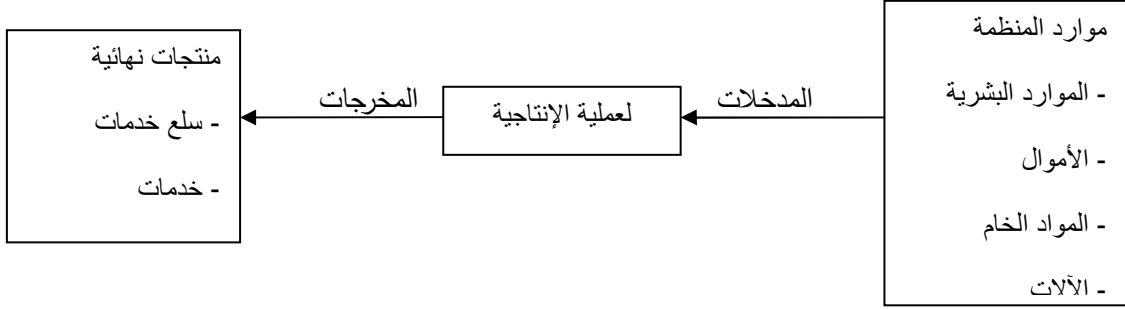 موارد المنظمة
- الموارد البشرية
- الأموال
- المواد الخام
- الآلات
المدخلات
لعملية الإنتاجية
المخرجات
منتجات نهائية
- سلع خدمات
- خدمات